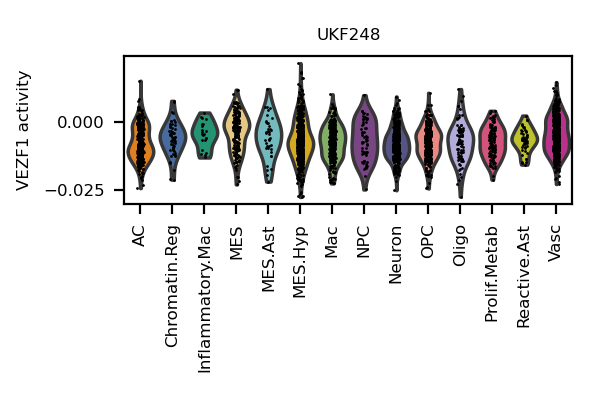 UKF248
VEZF1 activity
0.000
−0.025
AC
Chromatin.Reg
Inflammatory.Mac
MES
MES.Ast
MES.Hyp
Mac
NPC
Neuron
OPC
Oligo
Prolif.Metab
Reactive.Ast
Vasc